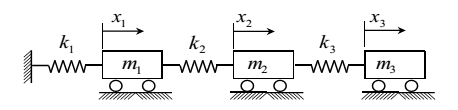 x₁ x₂ x₃
k₁ k₂ k₃
m₁ m₂ m₃